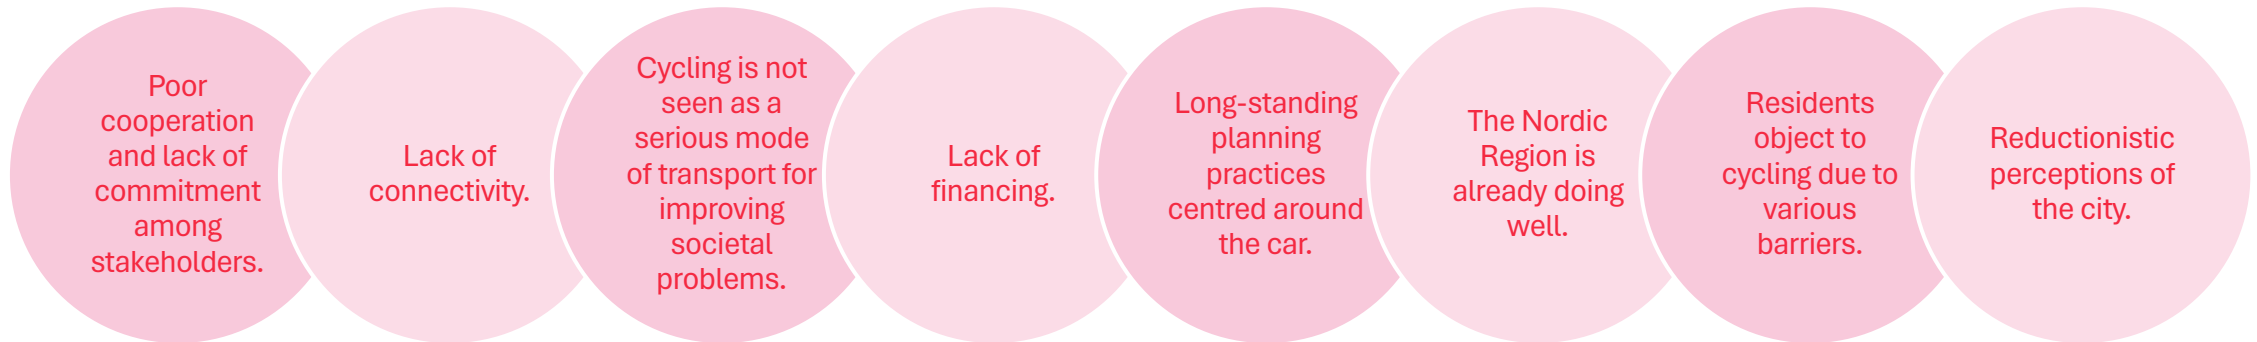 Poor
cooperation
and lack of
commitment
among
stakeholders.
Lack of
connectivity.
Cycling is not
seen as a
serious mode
of transport for
improving
societal
problems.
Lack of
financing.
Long-standing
planning
practices
centred around
the car.
The Nordic
Region is
already doing
well.
Residents
object to
cycling due to
various
barriers.
Reductionistic
perceptions of
the city.